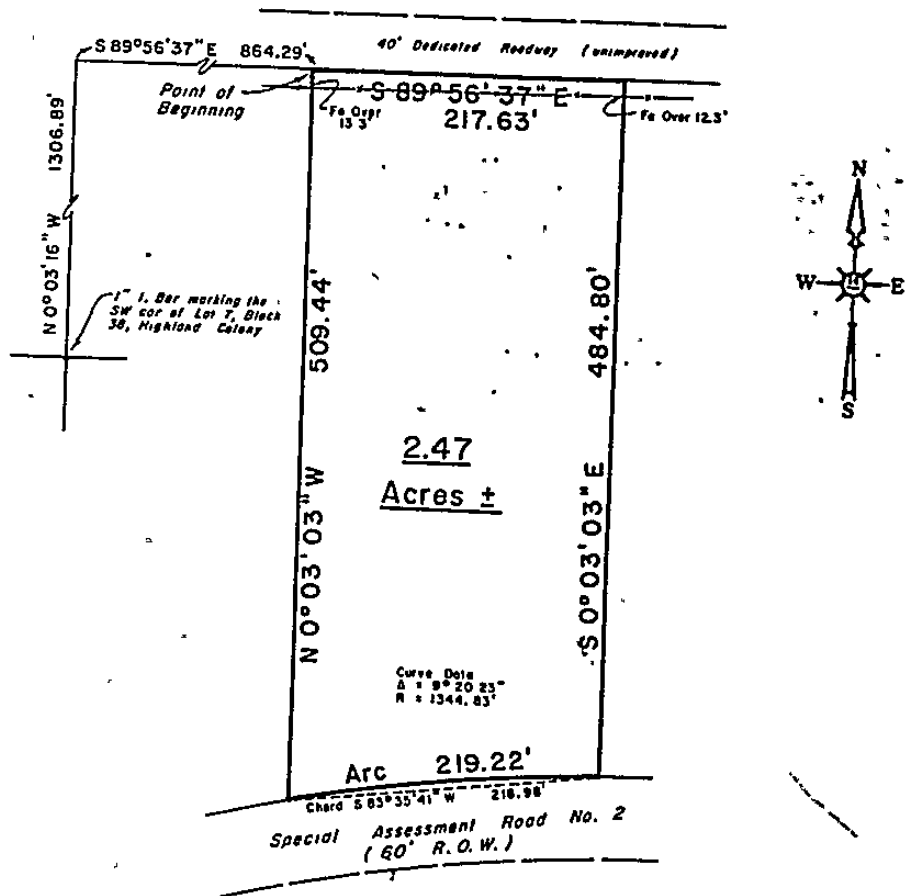 40' Dedicated Roadway (unimproved)
S 89°56'37"E 864.29'
Point of
Beginning
S 89° 56' 37" E
217.63'
Fe Over
13.3'
Fe Over 12.3'
1306.89'
N 0° 03' 16" W
1" I. Bar marking the
SW cor of Lot 7, Block
38, Highland Colony
509.44'
N 0° 03' 03" W
484.80'
S 0° 03' 03" E
N
W
E
S
2.47
Acres ±
Curve Data
Δ = 9° 20' 23"
R = 1344.83'
Arc 219.22'
Chord S 83° 35' 41" W 218.98'
Special Assessment Road No. 2
(60' R.O.W.)